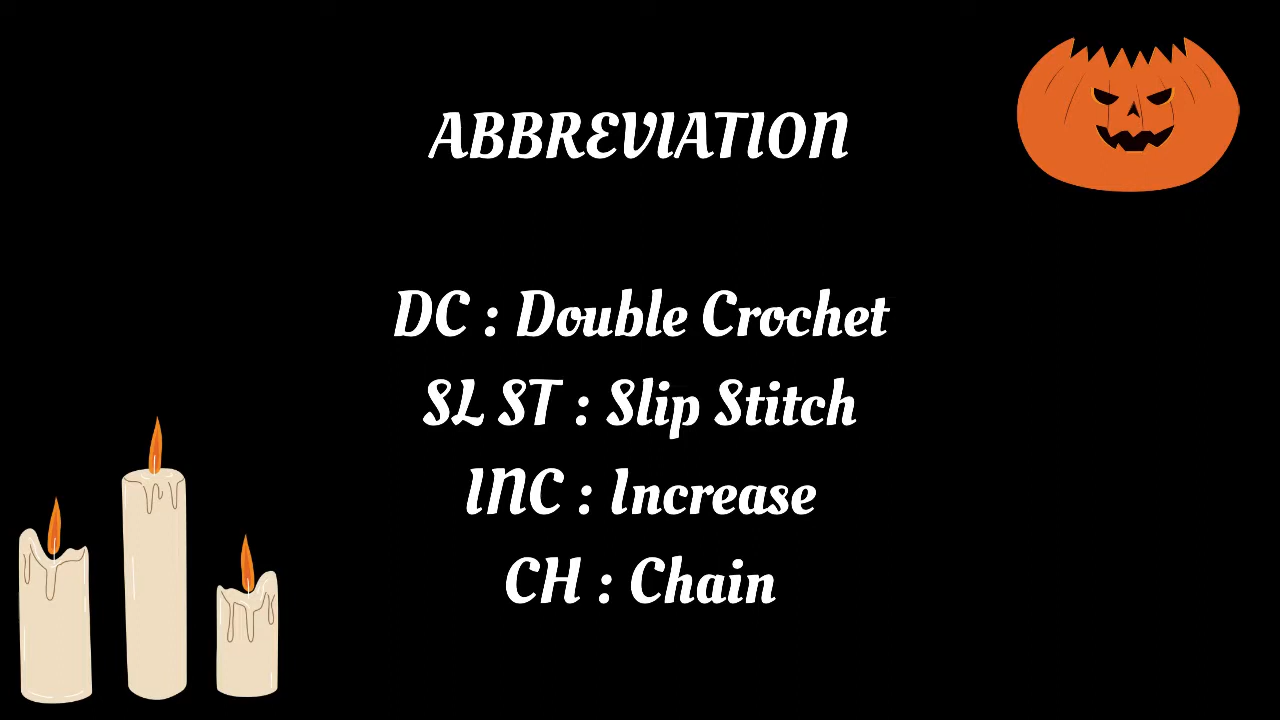 ABBREVIATION
DC : Double Crochet
SL ST : Slip Stitch
INC : Increase
CH : Chain